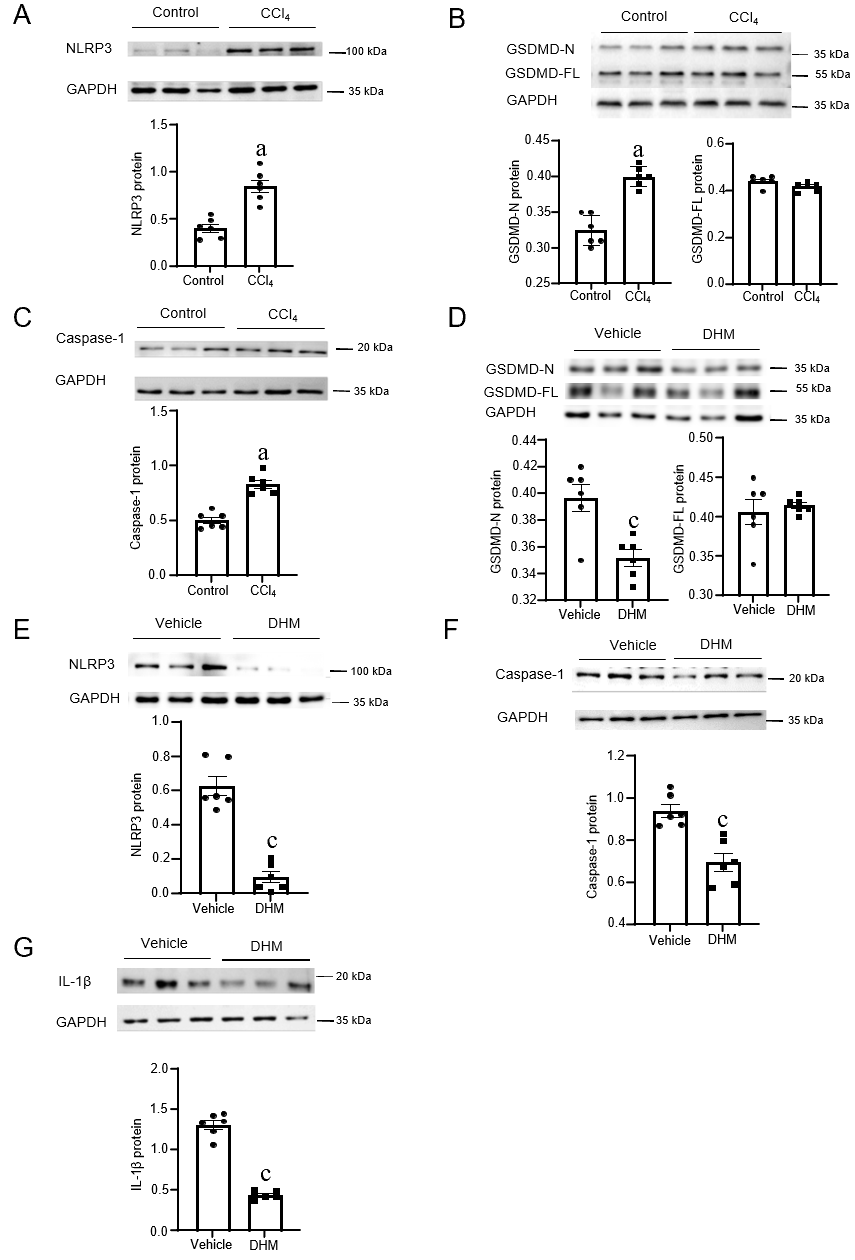 A
Control CCl4
NLRP3
100 kDa
GAPDH
35 kDa
1.5
1.0
0.5
0.0
NLRP3 protein
a
Control CCl4
B
Control CCl4
GSDMD-N
35 kDa
GSDMD-FL
55 kDa
GAPDH
35 kDa
0.45
0.40
0.35
0.30
0.25
GSDMD-N protein
a
Control CCl4
0.6
0.4
0.2
0.0
GSDMD-FL protein
Control CCl4
C
Control CCl4
Caspase-1
20 kDa
GAPDH
35 kDa
1.5
1.0
0.5
0.0
Caspase-1 protein
a
Control CCl4
D
Vehicle DHM
GSDMD-N
35 kDa
GSDMD-FL
55 kDa
GAPDH
35 kDa
0.44
0.42
0.40
0.38
0.36
0.34
0.32
GSDMD-N protein
c
Vehicle DHM
0.50
0.45
0.40
0.35
0.30
GSDMD-FL protein
Vehicle DHM
E
Vehicle DHM
NLRP3
100 kDa
GAPDH
35 kDa
1.0
0.8
0.6
0.4
0.2
0.0
NLRP3 protein
c
Vehicle DHM
F
Vehicle DHM
Caspase-1
20 kDa
GAPDH
35 kDa
1.2
1.0
0.8
0.6
0.4
Caspase-1 protein
c
Vehicle DHM
G
Vehicle DHM
IL-1β
20 kDa
GAPDH
35 kDa
2.0
1.5
1.0
0.5
0.0
IL-1β protein
c
Vehicle DHM